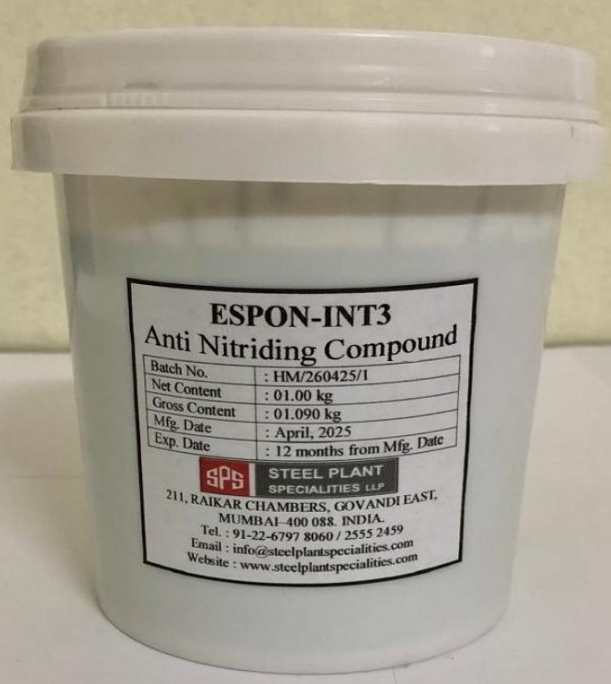 ESPON-INT3
Anti Nitriding Compound
Batch No. : HM/260425/1
Net Content : 01.00 kg
Gross Content : 01.090 kg
Mfg. Date : April, 2025
Exp. Date : 12 months from Mfg. Date
SPS STEEL PLANT
SPECIALITIES LLP
211, RAIKAR CHAMBERS, GOVANDI EAST,
MUMBAI-400 088. INDIA.
Tel. : 91-22-6797 8060 / 2555 2459
Email : info@steelplantspecialities.com
Website : www.steelplantspecialities.com